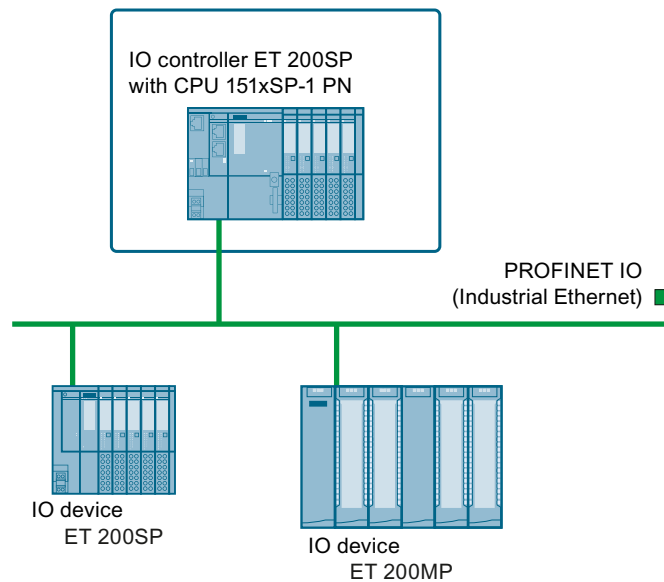 IO controller ET 200SP
with CPU 151xSP-1 PN
PROFINET IO
(Industrial Ethernet)
IO device
ET 200SP
IO device
ET 200MP